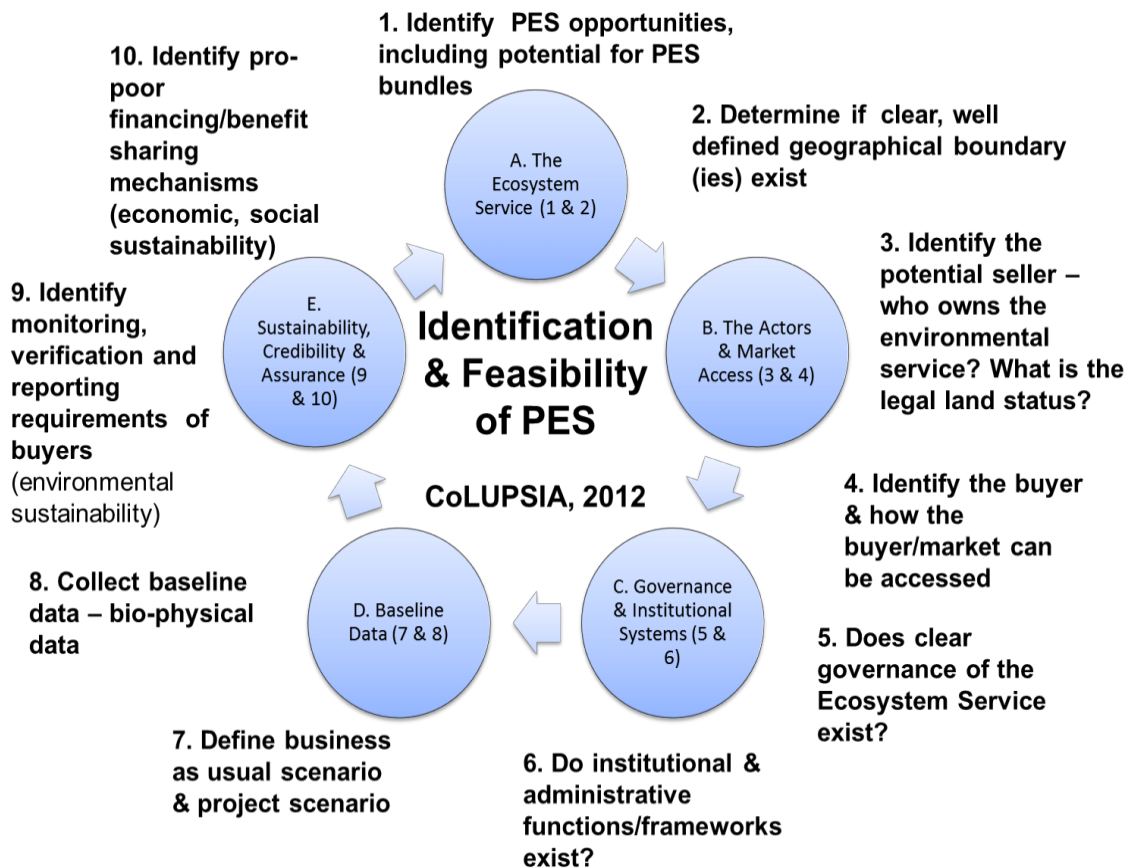 1. Identify PES opportunities,
including potential for PES
bundles
2. Determine if clear, well
defined geographical boundary
(ies) exist
3. Identify the
potential seller –
who owns the
environmental
service? What is the
legal land status?
4. Identify the buyer
& how the
buyer/market can
be accessed
5. Does clear
governance of the
Ecosystem Service
exist?
6. Do institutional &
administrative
functions/frameworks
exist?
7. Define business
as usual scenario
& project scenario
8. Collect baseline
data – bio-physical
data
9. Identify
monitoring,
verification and
reporting
requirements of
buyers
(environmental
sustainability)
10. Identify pro-
poor
financing/benefit
sharing
mechanisms
(economic, social
sustainability)
A. The
Ecosystem
Service (1 & 2)
B. The Actors
& Market
Access (3 & 4)
C. Governance
& Institutional
Systems (5 &
6)
D. Baseline
Data (7 & 8)
E.
Sustainability,
Credibility &
Assurance (9
& 10)
Identification
& Feasibility
of PES
CoLUPSIA, 2012